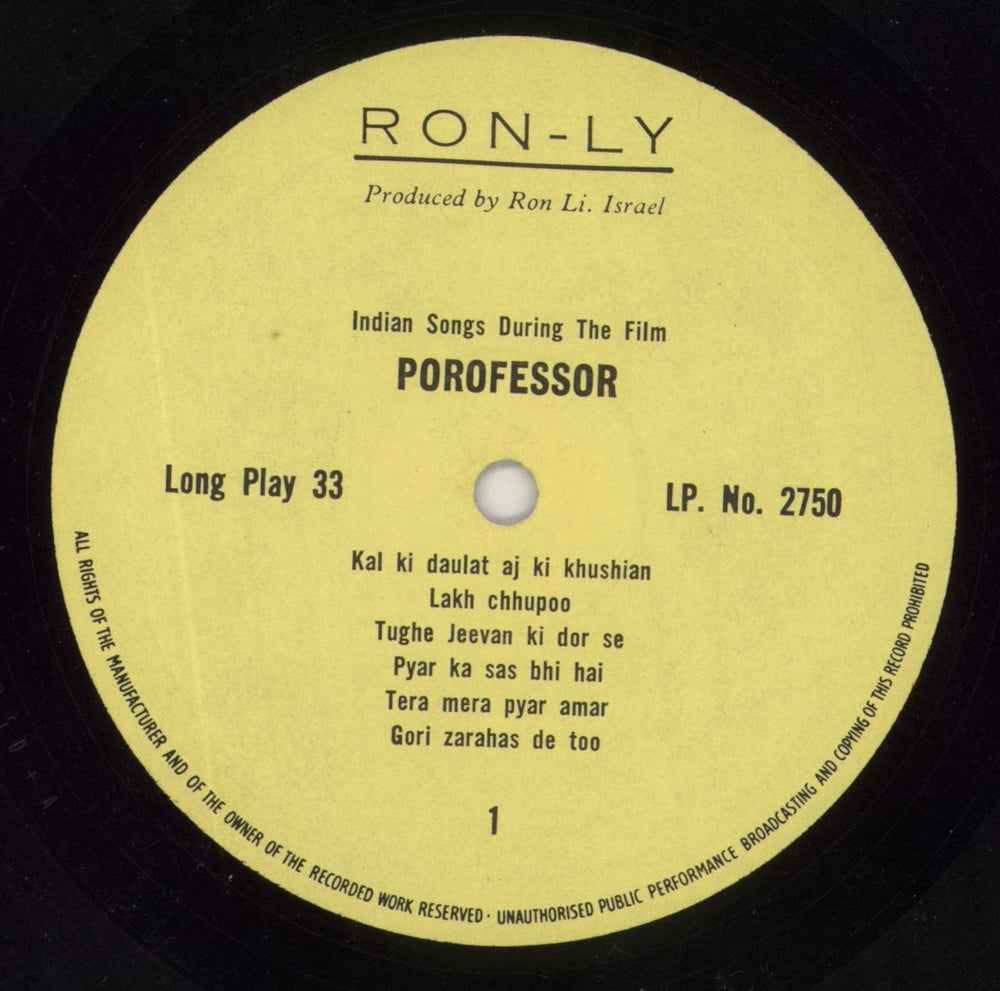 RON-LY
Produced by Ron Li. Israel
Indian Songs During The Film
POROFESSOR
Long Play 33
LP. No. 2750
Kal ki daulat aj ki khushian
Lakh chhupoo
Tughe Jeevan ki dor se
Pyar ka sas bhi hai
Tera mera pyar amar
Gori zarahas de too
1
ALL RIGHTS OF THE MANUFACTURER AND OF THE OWNER OF THE RECORDED WORK RESERVED · UNAUTHORISED PUBLIC PERFORMANCE BROADCASTING AND COPYING OF THIS RECORD PROHIBITED